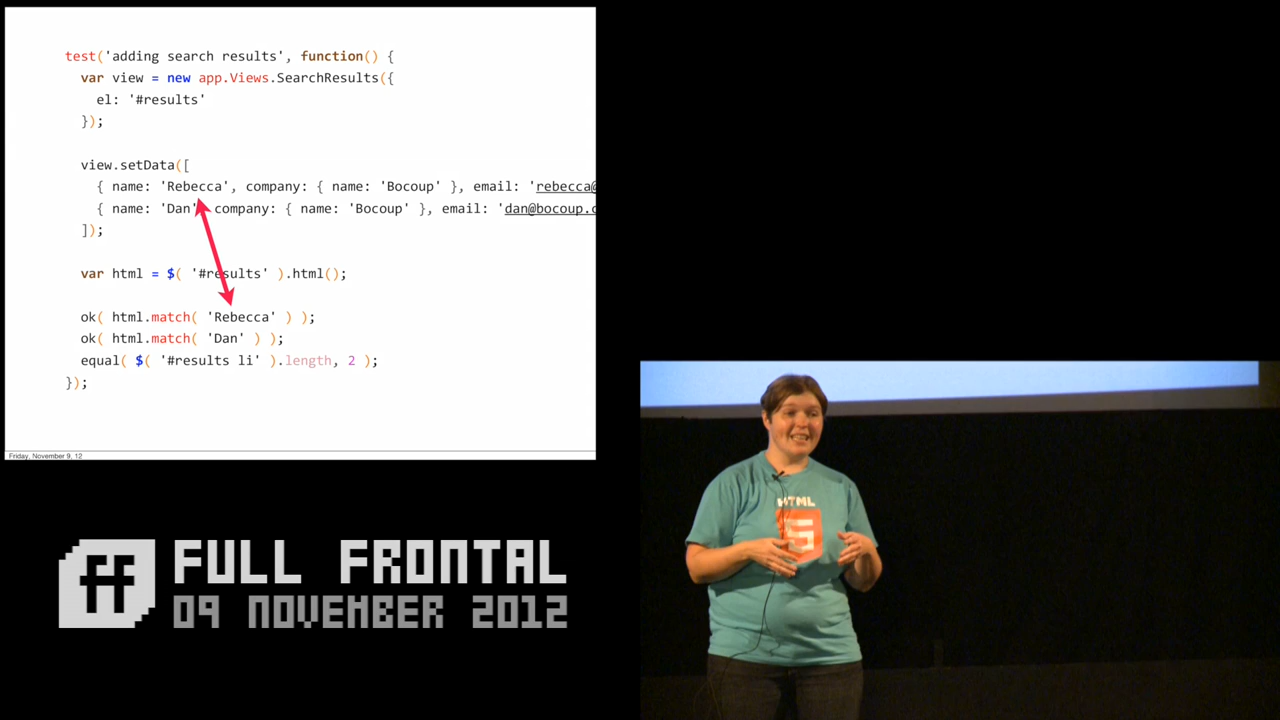 test('adding search results', function() {
var view = new app.Views.SearchResults({
el: '#results'
});
view.setData([
{ name: 'Rebecca', company: { name: 'Bocoup' }, email: 'rebecca@
{ name: 'Dan' company: { name: 'Bocoup' }, email: 'dan@bocoup.c
]);
var html = $( '#results' ).html();
ok( html.match( 'Rebecca' ) );
ok( html.match( 'Dan' ) );
equal( $( '#results li' ).length, 2 );
});
Friday, November 9, 12
ff FULL FRONTAL
09 NOVEMBER 2012
HTML
5